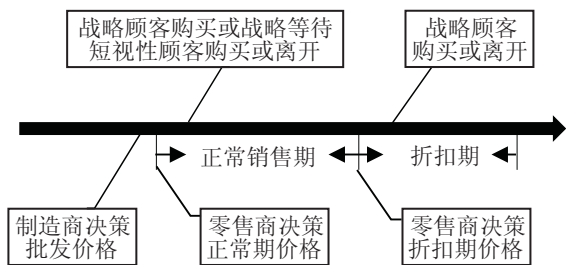 战略顾客购买或战略等待
短视性顾客购买或离开
战略顾客
购买或离开
正常销售期
折扣期
制造商决策
批发价格
零售商决策
正常期价格
零售商决策
折扣期价格